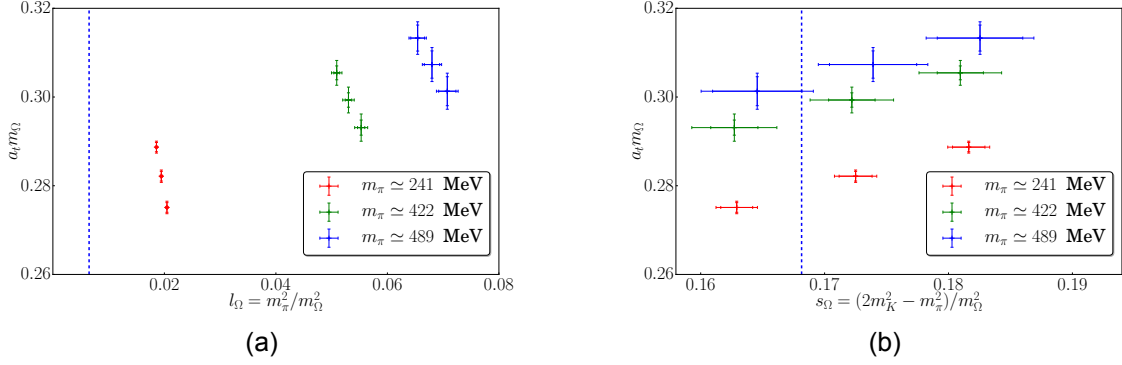 0.32
0.30
0.28
0.26
a_t m_Ω
0.02 0.04 0.06 0.08
l_Ω = m_π^2/m_Ω^2
m_π ≃ 241 MeV
m_π ≃ 422 MeV
m_π ≃ 489 MeV
(a)
0.32
0.30
0.28
0.26
a_t m_Ω
0.16 0.17 0.18 0.19
s_Ω = (2m_K^2 − m_π^2)/m_Ω^2
m_π ≃ 241 MeV
m_π ≃ 422 MeV
m_π ≃ 489 MeV
(b)